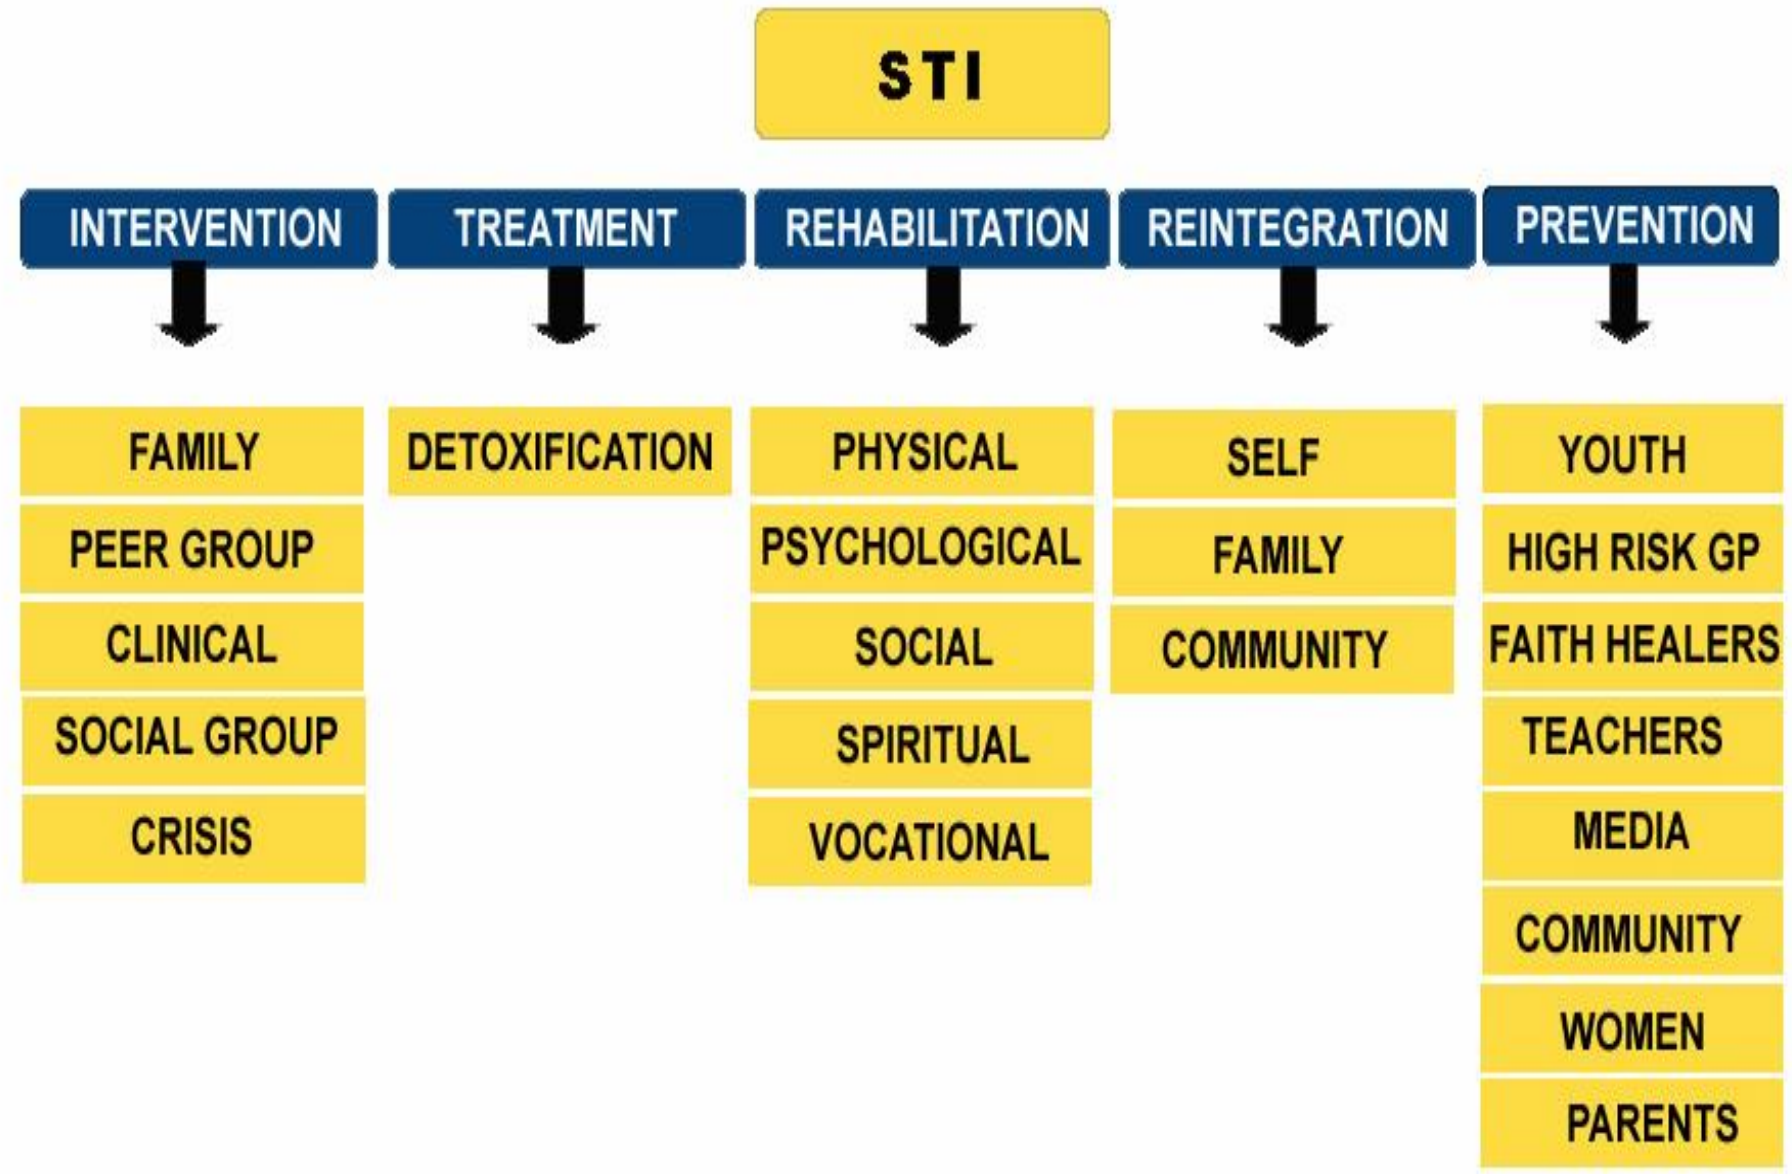 STI
INTERVENTION
FAMILY
PEER GROUP
CLINICAL
SOCIAL GROUP
CRISIS
TREATMENT
DETOXIFICATION
REHABILITATION
PHYSICAL
PSYCHOLOGICAL
SOCIAL
SPIRITUAL
VOCATIONAL
REINTEGRATION
SELF
FAMILY
COMMUNITY
PREVENTION
YOUTH
HIGH RISK GP
FAITH HEALERS
TEACHERS
MEDIA
COMMUNITY
WOMEN
PARENTS